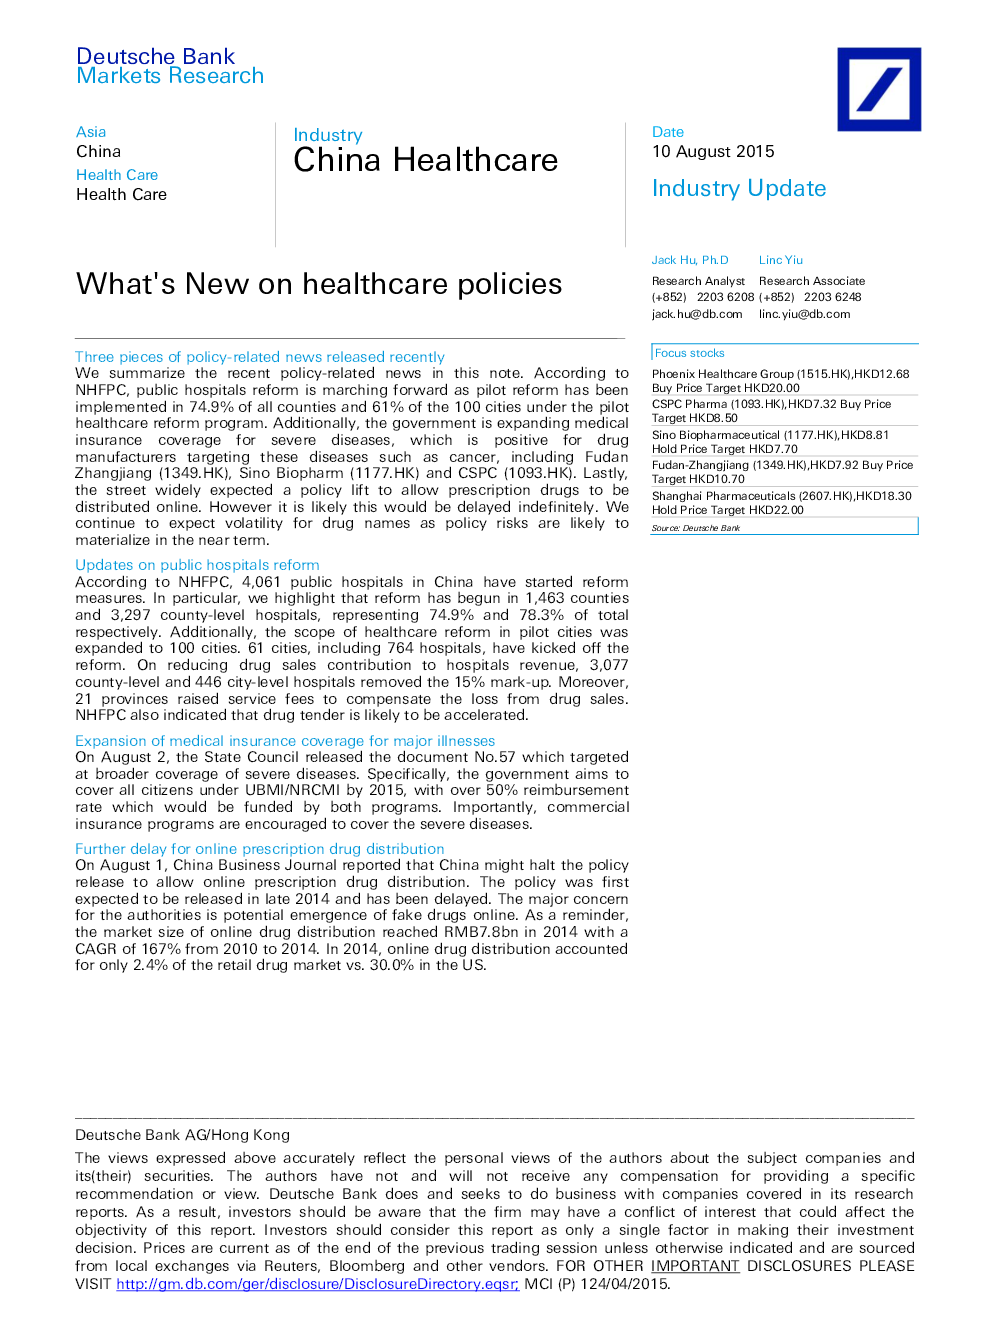 Deutsche Bank
Markets Research
Asia
China
Health Care
Health Care
Industry
China Healthcare
Date
10 August 2015
Industry Update
What's New on healthcare policies
Jack Hu, Ph.D
Research Analyst
(+852) 2203 6208
jack.hu@db.com
Linc Yiu
Research Associate
(+852) 2203 6248
linc.yiu@db.com
Focus stocks
Phoenix Healthcare Group (1515.HK),HKD12.68
Buy Price Target HKD20.00
CSPC Pharma (1093.HK),HKD7.32 Buy Price
Target HKD8.50
Sino Biopharmaceutical (1177.HK),HKD8.81
Hold Price Target HKD7.70
Fudan-Zhangjiang (1349.HK),HKD7.92 Buy Price
Target HKD10.70
Shanghai Pharmaceuticals (2607.HK),HKD18.30
Hold Price Target HKD22.00
Source: Deutsche Bank
Three pieces of policy-related news released recently
We summarize the recent policy-related news in this note. According to
NHFPC, public hospitals reform is marching forward as pilot reform has been
implemented in 74.9% of all counties and 61% of the 100 cities under the pilot
healthcare reform program. Additionally, the government is expanding medical
insurance coverage for severe diseases, which is positive for drug
manufacturers targeting these diseases such as cancer, including Fudan
Zhangjiang (1349.HK), Sino Biopharm (1177.HK) and CSPC (1093.HK). Lastly,
the street widely expected a policy lift to allow prescription drugs to be
distributed online. However it is likely this would be delayed indefinitely. We
continue to expect volatility for drug names as policy risks are likely to
materialize in the near term.
Updates on public hospitals reform
According to NHFPC, 4,061 public hospitals in China have started reform
measures. In particular, we highlight that reform has begun in 1,463 counties
and 3,297 county-level hospitals, representing 74.9% and 78.3% of total
respectively. Additionally, the scope of healthcare reform in pilot cities was
expanded to 100 cities. 61 cities, including 764 hospitals, have kicked off the
reform. On reducing drug sales contribution to hospitals revenue, 3,077
county-level and 446 city-level hospitals removed the 15% mark-up. Moreover,
21 provinces raised service fees to compensate the loss from drug sales.
NHFPC also indicated that drug tender is likely to be accelerated.
Expansion of medical insurance coverage for major illnesses
On August 2, the State Council released the document No.57 which targeted
at broader coverage of severe diseases. Specifically, the government aims to
cover all citizens under UBMI/NRCMI by 2015, with over 50% reimbursement
rate which would be funded by both programs. Importantly, commercial
insurance programs are encouraged to cover the severe diseases.
Further delay for online prescription drug distribution
On August 1, China Business Journal reported that China might halt the policy
release to allow online prescription drug distribution. The policy was first
expected to be released in late 2014 and has been delayed. The major concern
for the authorities is potential emergence of fake drugs online. As a reminder,
the market size of online drug distribution reached RMB7.8bn in 2014 with a
CAGR of 167% from 2010 to 2014. In 2014, online drug distribution accounted
for only 2.4% of the retail drug market vs. 30.0% in the US.
Deutsche Bank AG/Hong Kong
The views expressed above accurately reflect the personal views of the authors about the subject companies and
its(their) securities. The authors have not and will not receive any compensation for providing a specific
recommendation or view. Deutsche Bank does and seeks to do business with companies covered in its research
reports. As a result, investors should be aware that the firm may have a conflict of interest that could affect the
objectivity of this report. Investors should consider this report as only a single factor in making their investment
decision. Prices are current as of the end of the previous trading session unless otherwise indicated and are sourced
from local exchanges via Reuters, Bloomberg and other vendors. FOR OTHER IMPORTANT DISCLOSURES PLEASE
VISIT http://gm.db.com/ger/disclosure/DisclosureDirectory.eqsr; MCI (P) 124/04/2015.